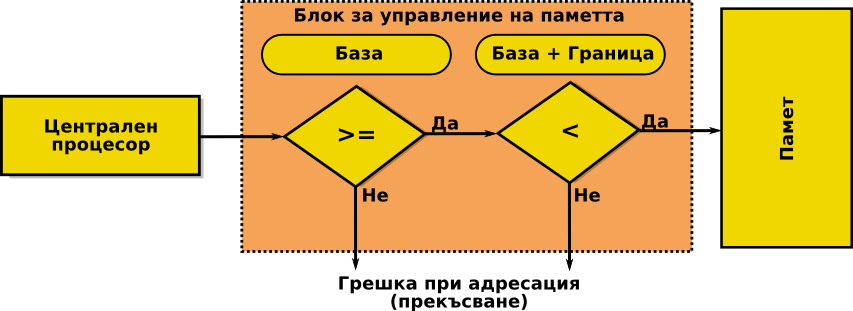 Блок за управление на паметта
База
База + Граница
Централен
процесор
>=
Да
<
Да
Памет
Не
Не
Грешка при адресация
(прекъсване)